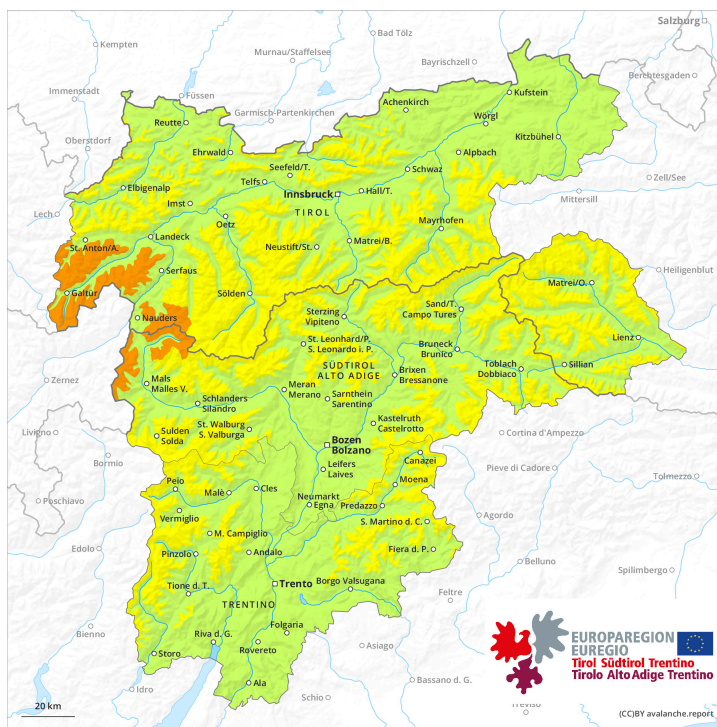 Salzburg
Kempten
Bad Tölz
Murnau/Staffelsee
Bayrischzell
Berchtesgaden
Immenstadt
Füssen
Garmisch-Partenkirchen
Achenkirch
Kufstein
Reutte
Wörgl
Oberstdorf
Ehrwald
Kitzbühel
Alpbach
Seefeld/T.
Schwaz
Zell/See
Elbigenalp
Telfs
Innsbruck
Hall/T.
Mittersill
Lech
Imst
TIROL
Mayrhofen
Oetz
St. Anton/A.
Landeck
Neustift/St.
Matrei/B.
Serfaus
Heiligenblut
Matrei/O.
Galtür
Sölden
Nauders
Sterzing
Vipiteno
Sand/T.
Campo Tures
St. Leonhard/P.
S. Leonardo i. P.
Bruneck
Brunico
Lienz
Zernez
SÜDTIROL
ALTO ADIGE
Toblach
Dobbiaco
Sillian
Mals
Malles V.
Meran
Merano
Brixen
Bressanone
Schlanders
Silandro
Sarnthein
Sarentino
St. Walburg
S. Valburga
Kastelruth
Castelrotto
Livigno
Sulden
Solda
Bozen
Bolzano
Cortina d'Ampezzo
Bormio
Canazei
Leifers
Laives
Pieve di Cadore
Peio
Moena
Tolmezzo
Malè
Cles
Neumarkt
Egna
Predazzo
Poschiavo
Vermiglio
Agordo
M. Campiglio
S. Martino d. C.
Edolo
Pinzolo
Andalo
Fiera d. P.
Belluno
Spilimbergo
Tione d. T.
Trento
Borgo Valsugana
Feltre
TRENTINO
Folgaria
Bienno
Riva d. G.
Rovereto
Asiago
Storo
Bassano d. G.
Idro
Ala
Schio
Treviso
20 km
EUROPAREGION
EUREGIO
Tirol Südtirol Trentino
Tirolo Alto Adige Trentino
(CC)BY avalanche.report